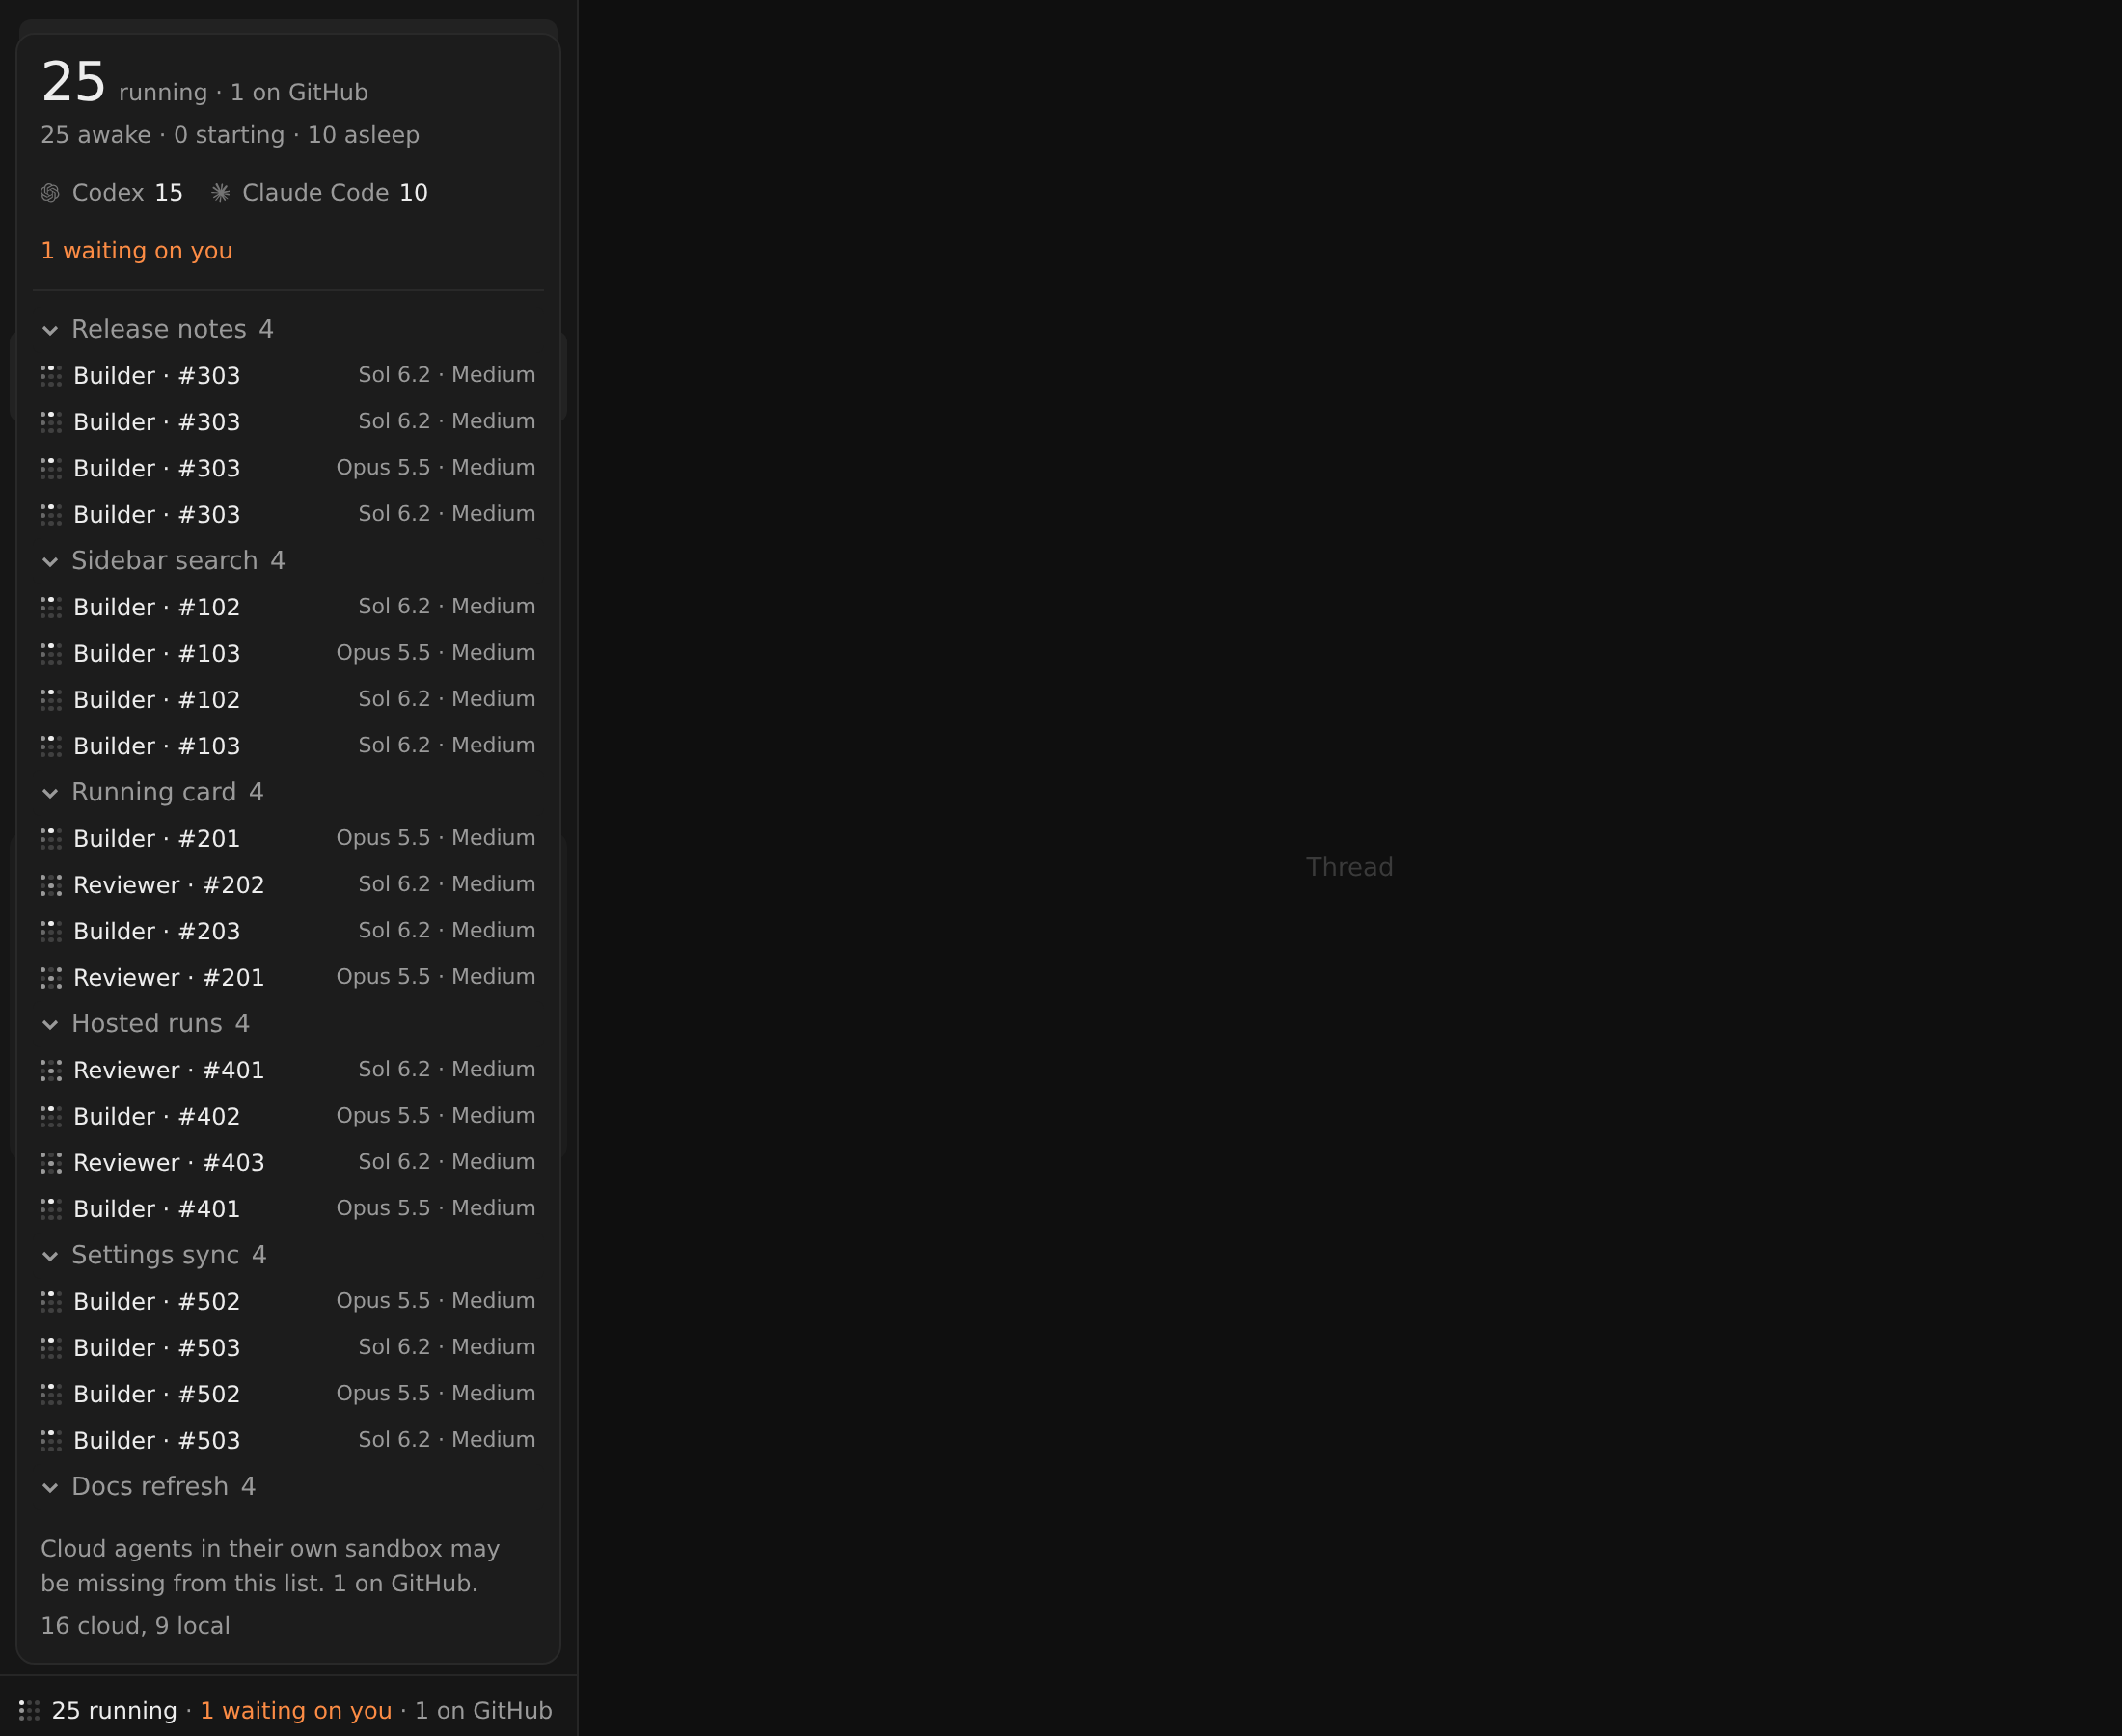 25 running · 1 on GitHub
25 awake · 0 starting · 10 asleep
Codex 15 Claude Code 10
1 waiting on you
Release notes 4
Builder · #303 Sol 6.2 · Medium
Builder · #303 Sol 6.2 · Medium
Builder · #303 Opus 5.5 · Medium
Builder · #303 Sol 6.2 · Medium
Sidebar search 4
Builder · #102 Sol 6.2 · Medium
Builder · #103 Opus 5.5 · Medium
Builder · #102 Sol 6.2 · Medium
Builder · #103 Sol 6.2 · Medium
Running card 4
Builder · #201 Opus 5.5 · Medium
Reviewer · #202 Sol 6.2 · Medium
Builder · #203 Sol 6.2 · Medium
Reviewer · #201 Opus 5.5 · Medium
Hosted runs 4
Reviewer · #401 Sol 6.2 · Medium
Builder · #402 Opus 5.5 · Medium
Reviewer · #403 Sol 6.2 · Medium
Builder · #401 Opus 5.5 · Medium
Settings sync 4
Builder · #502 Opus 5.5 · Medium
Builder · #503 Sol 6.2 · Medium
Builder · #502 Opus 5.5 · Medium
Builder · #503 Sol 6.2 · Medium
Docs refresh 4
Cloud agents in their own sandbox may
be missing from this list. 1 on GitHub.
16 cloud, 9 local
25 running · 1 waiting on you · 1 on GitHub
Thread